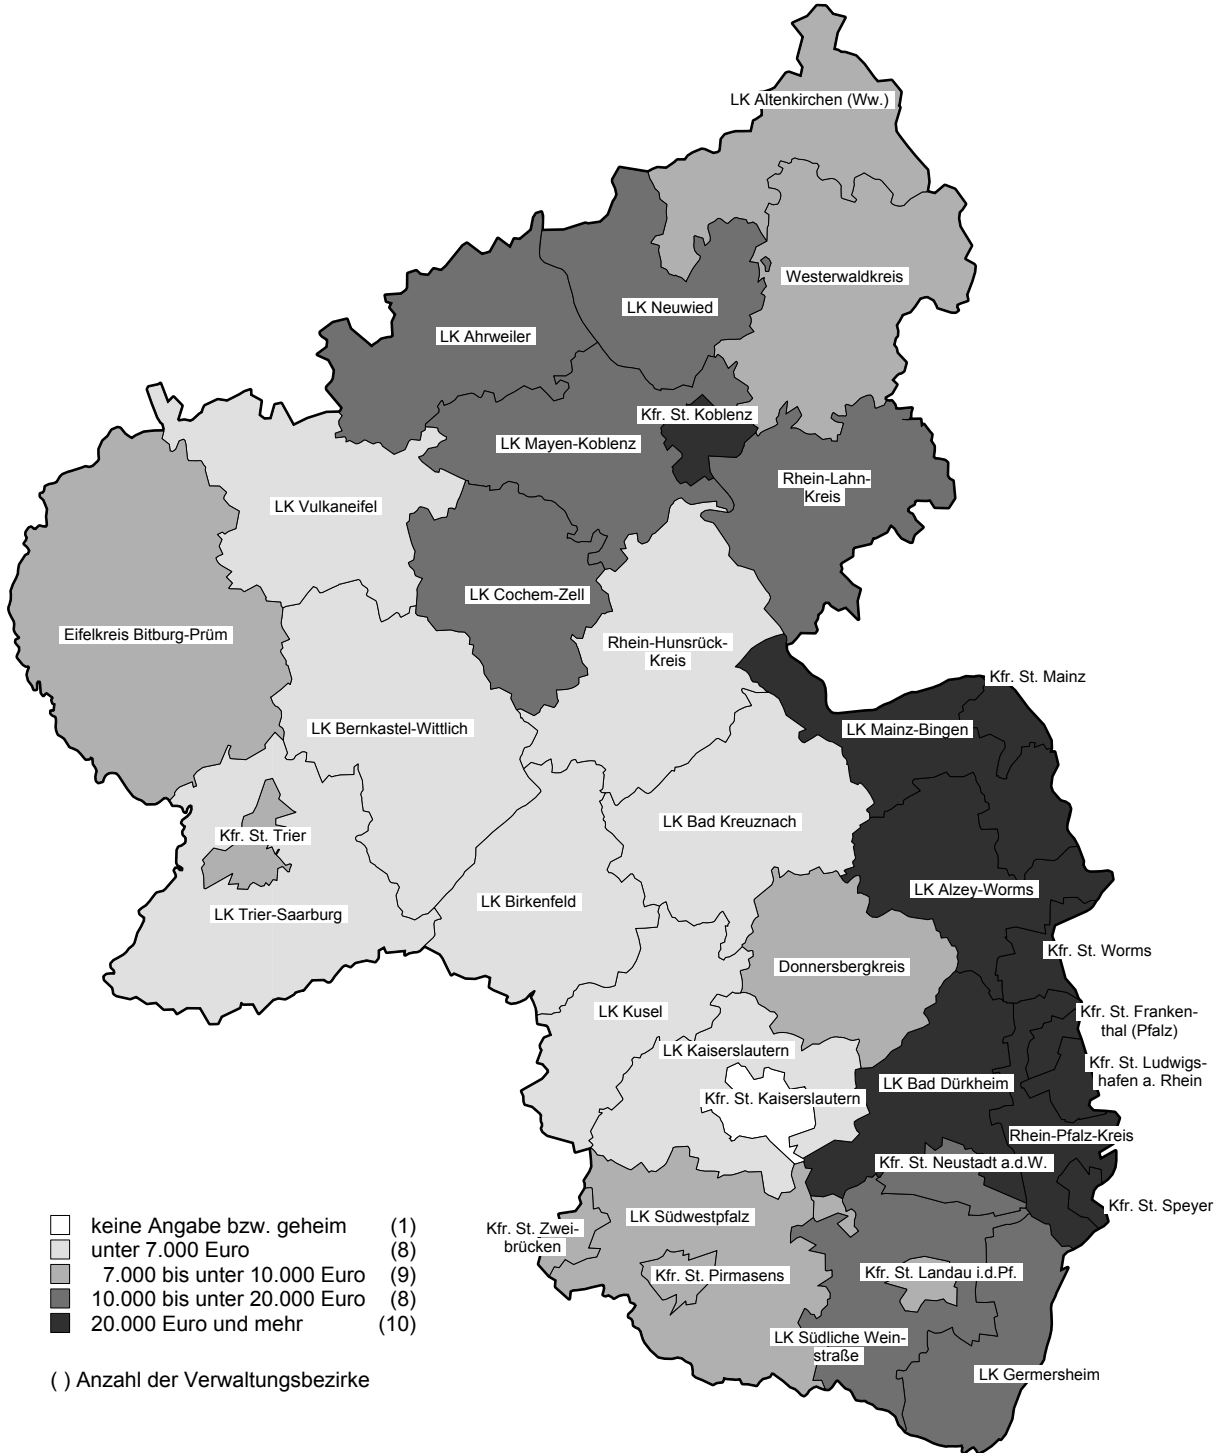 LK Altenkirchen (Ww.)
Westerwaldkreis
LK Neuwied
LK Ahrweiler
Kfr. St. Koblenz
LK Mayen-Koblenz
Rhein-Lahn-
Kreis
LK Vulkaneifel
LK Cochem-Zell
Eifelkreis Bitburg-Prüm
Rhein-Hunsrück-
Kreis
Kfr. St. Mainz
LK Bernkastel-Wittlich
LK Mainz-Bingen
LK Bad Kreuznach
Kfr. St. Trier
LK Alzey-Worms
LK Birkenfeld
LK Trier-Saarburg
Kfr. St. Worms
Donnersbergkreis
LK Kusel
Kfr. St. Franken-
thal (Pfalz)
LK Kaiserslautern
Kfr. St. Ludwigs-
hafen a. Rhein
LK Bad Dürkheim
Kfr. St. Kaiserslautern
Rhein-Pfalz-Kreis
Kfr. St. Neustadt a.d.W.
Kfr. St. Speyer
LK Südwestpfalz
Kfr. St. Zwei-
brücken
Kfr. St. Pirmasens
Kfr. St. Landau i.d.Pf.
LK Südliche Wein-
straße
LK Germersheim
keine Angabe bzw. geheim (1)
unter 7.000 Euro (8)
7.000 bis unter 10.000 Euro (9)
10.000 bis unter 20.000 Euro (8)
20.000 Euro und mehr (10)
( ) Anzahl der Verwaltungsbezirke